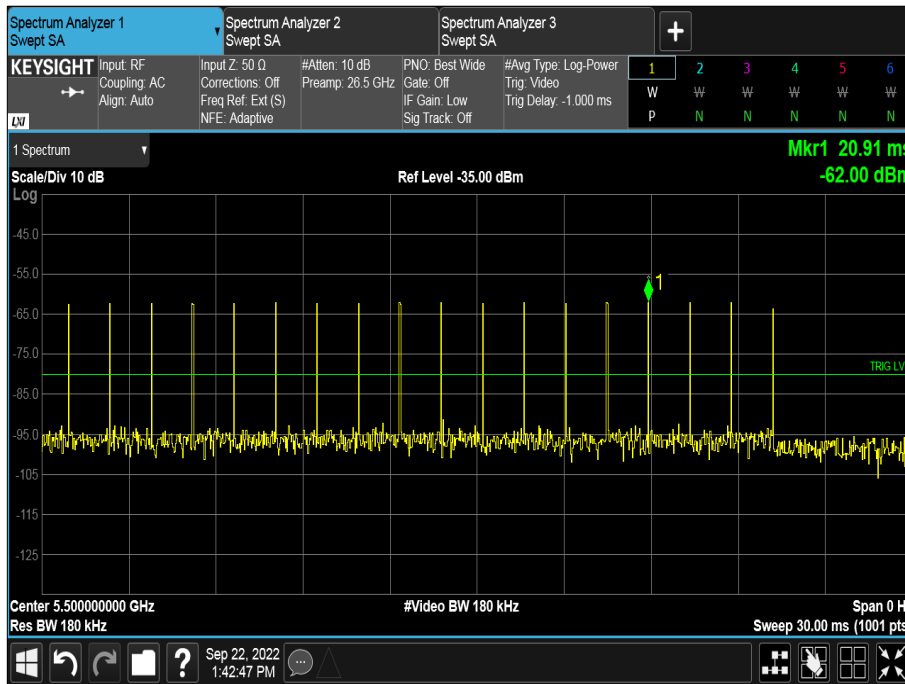 Spectrum Analyzer 1
Swept SA
Spectrum Analyzer 2
Swept SA
Spectrum Analyzer 3
Swept SA
+
KEYSIGHT
LXI
Input: RF
Coupling: AC
Align: Auto
Input Z: 50 Ω
Corrections: Off
Freq Ref: Ext (S)
NFE: Adaptive
#Atten: 10 dB
Preamp: 26.5 GHz
PNO: Best Wide
Gate: Off
IF Gain: Low
Sig Track: Off
#Avg Type: Log-Power
Trig: Video
Trig Delay: -1.000 ms
1 2 3 4 5 6
W W W W W W
P N N N N N
1 Spectrum
Mkr1 20.91 ms
-62.00 dBm
Scale/Div 10 dB
Ref Level -35.00 dBm
Log
-45.0
-55.0
1
-65.0
-75.0
TRIG LV
-85.0
-95.0
-105
-115
-125
Center 5.500000000 GHz
#Video BW 180 kHz
Span 0 H
Res BW 180 kHz
Sweep 30.00 ms (1001 pts
?
Sep 22, 2022
1:42:47 PM